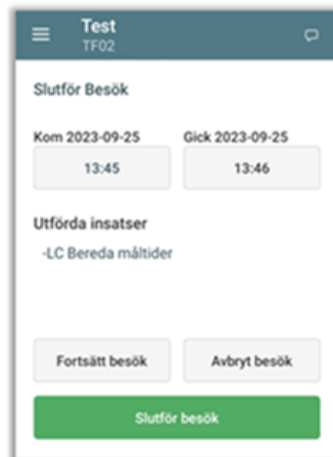 Test
TF02
Slutför Besök
Kom 2023-09-25 Gick 2023-09-25
13:45 13:46
Utförda insatser
-LC Bereda måltider
Fortsätt besök Avbryt besök
Slutför besök